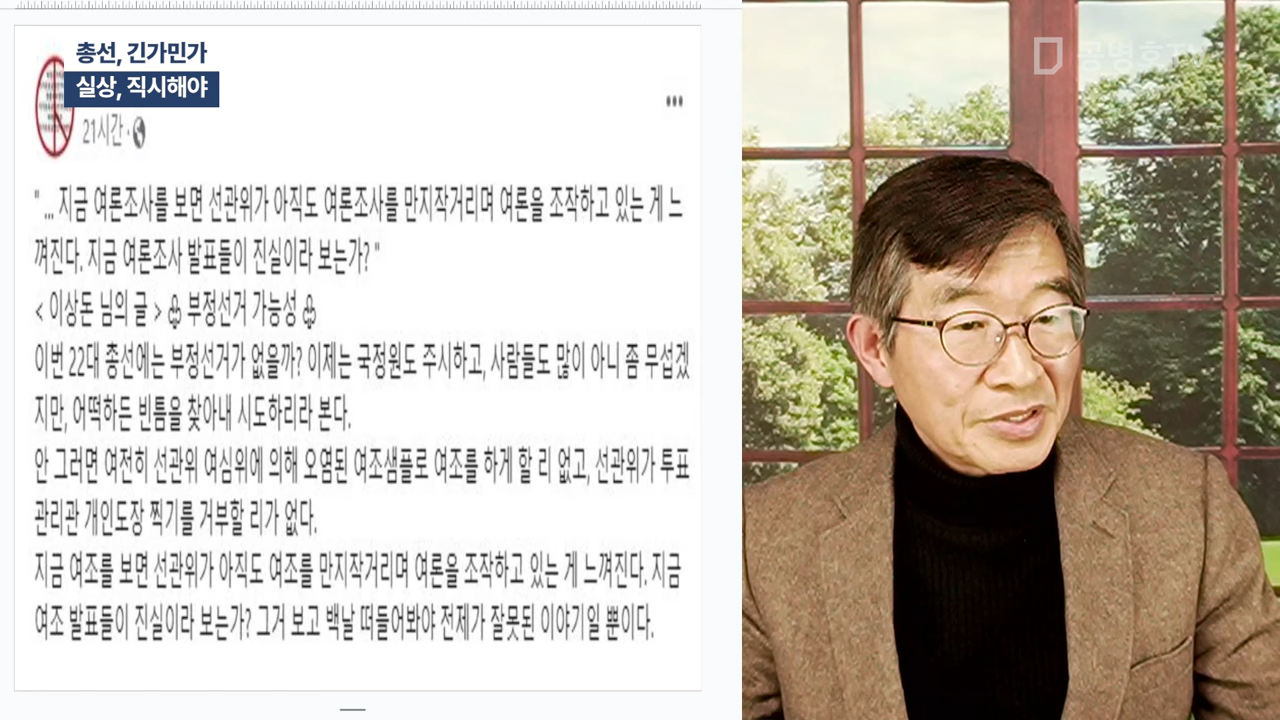 총선, 긴가민가
실상, 직시해야
21시간 ·
" ... 지금 여론조사를 보면 선관위가 아직도 여론조사를 만지작거리며 여론을 조작하고 있는 게 느
껴진다. 지금 여론조사 발표들이 진실이라 보는가? "
< 이상돈 님의 글 > ♧ 부정선거 가능성 ♧
이번 22대 총선에는 부정선거가 없을까? 이제는 국정원도 주시하고, 사람들도 많이 아니 좀 무섭겠
지만, 어떡하든 빈틈을 찾아내 시도하리라 본다.
안 그러면 여전히 선관위 여심위에 의해 오염된 여조샘플로 여조를 하게 할 리 없고, 선관위가 투표
관리관 개인도장 찍기를 거부할 리가 없다.
지금 여조를 보면 선관위가 아직도 여조를 만지작거리며 여론을 조작하고 있는 게 느껴진다. 지금
여조 발표들이 진실이라 보는가? 그거 보고 백날 떠들어봐야 전제가 잘못된 이야기일 뿐이다.
공병호